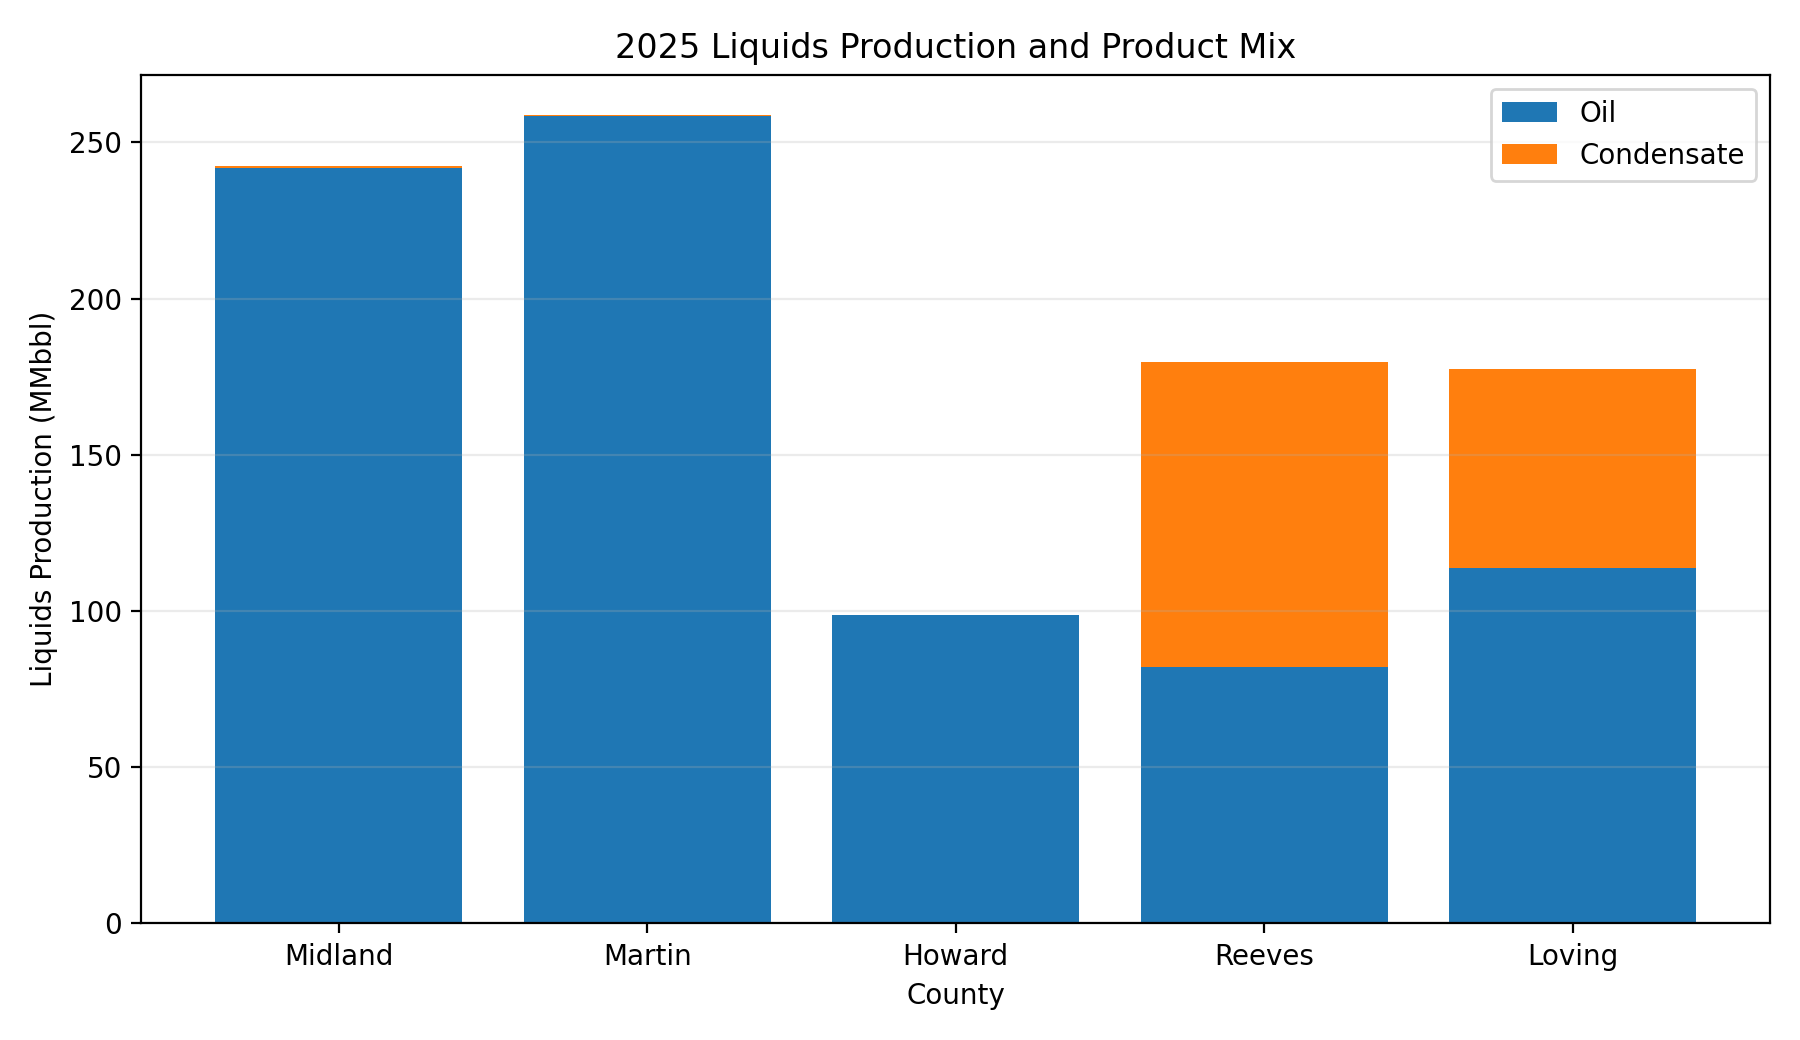 2025 Liquids Production and Product Mix
Oil
Condensate
Liquids Production (MMbbl)
250
200
150
100
50
0
Midland Martin Howard Reeves Loving
County